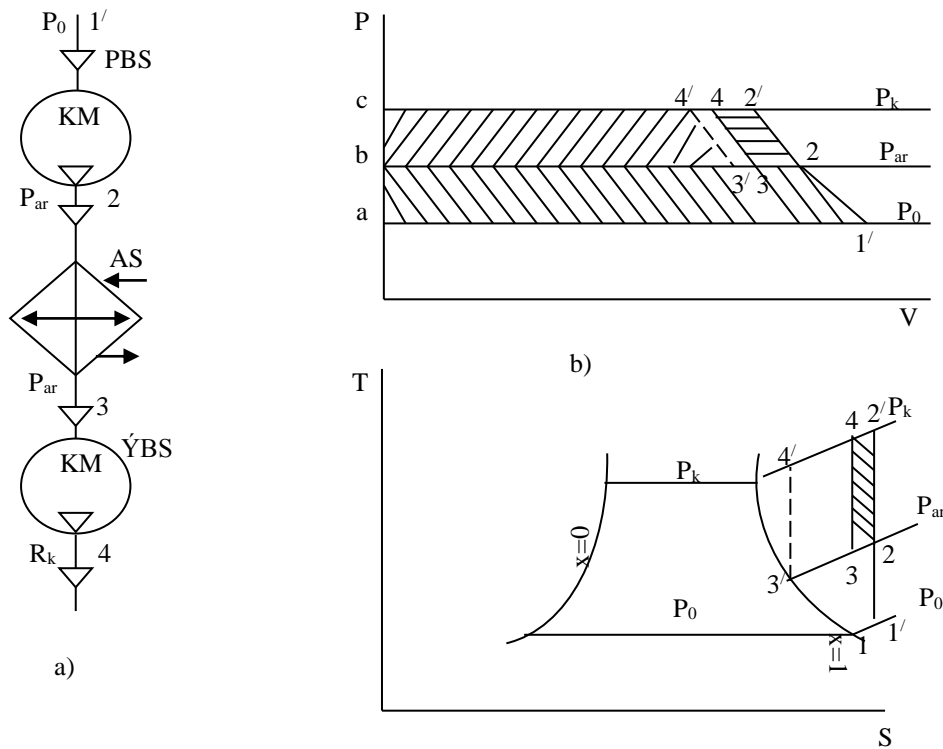 P₀ 1/
PBS
KM
Pₐᵣ 2
AS
Pₐᵣ
3
KM ÝBS
Rₖ 4
a)
P
c 4/ 4 2/ Pₖ
b 2 Pₐᵣ
3/ 3
a P₀
1/
V
b)
T
4 2/ Pₖ
4/
Pₖ
Pₐᵣ
x=0
3/ 3 2
P₀ P₀
x=1 1 1/
S